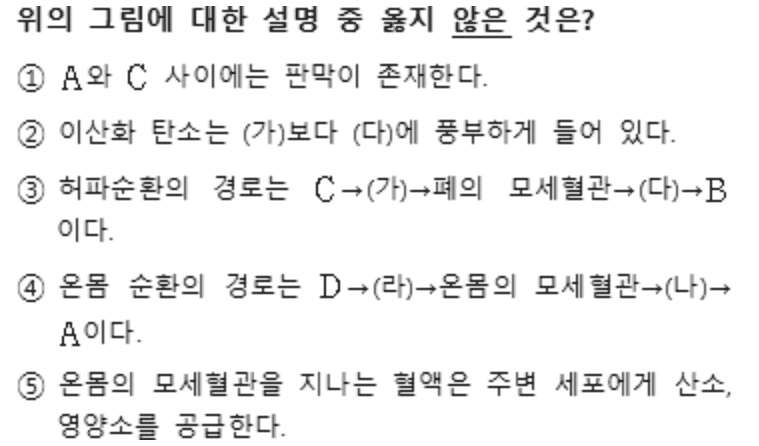 위의 그림에 대한 설명 중 옳지 않은 것은?
① A와 C 사이에는 판막이 존재한다.
② 이산화 탄소는 (가)보다 (다)에 풍부하게 들어 있다.
③ 허파순환의 경로는 C→(가)→폐의 모세혈관→(다)→B
이다.
④ 온몸 순환의 경로는 D→(라)→온몸의 모세혈관→(나)→
A이다.
⑤ 온몸의 모세혈관을 지나는 혈액은 주변 세포에게 산소,
영양소를 공급한다.